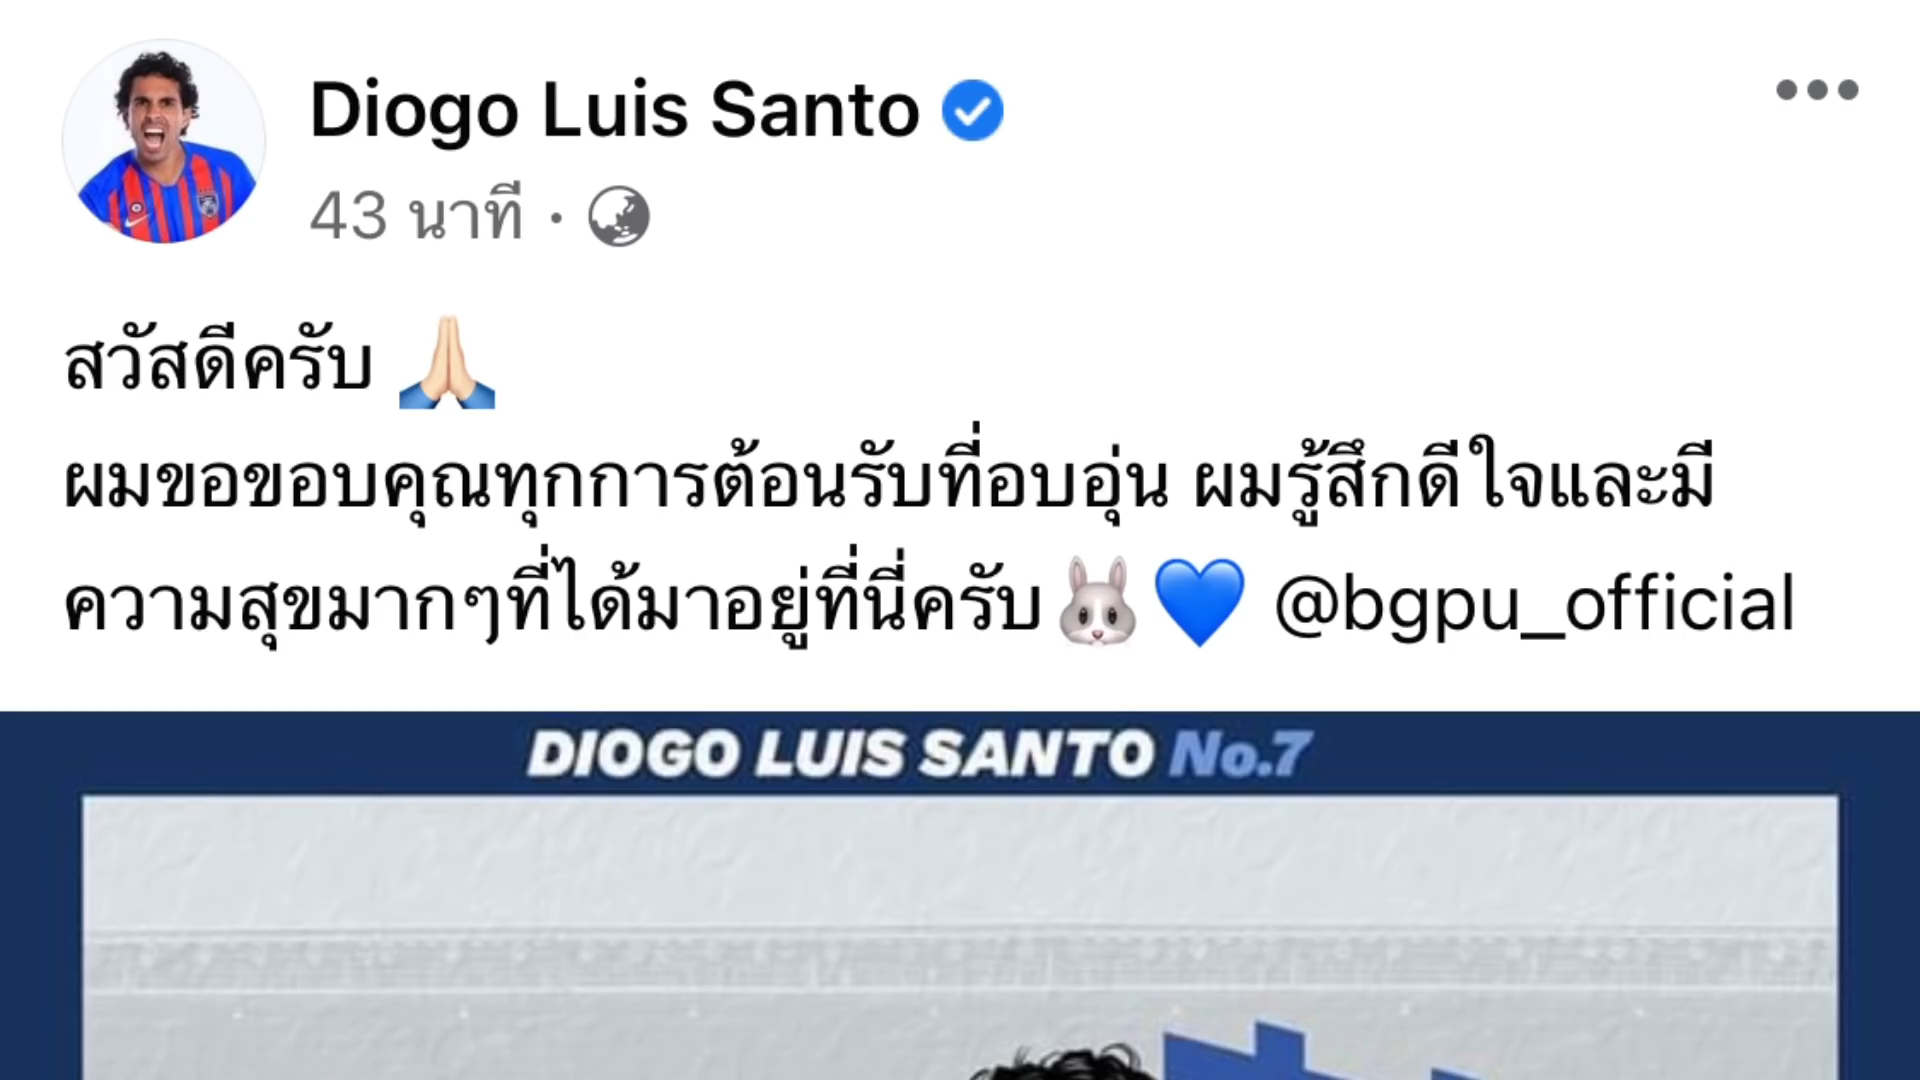 Diogo Luis Santo
43 นาที ·
สวัสดีครับ 🙏🏻
ผมขอขอบคุณทุกการต้อนรับที่อบอุ่น ผมรู้สึกดีใจและมี
ความสุขมากๆที่ได้มาอยู่ที่นี่ครับ🐰💙 @bgpu_official
DIOGO LUIS SANTO No.7